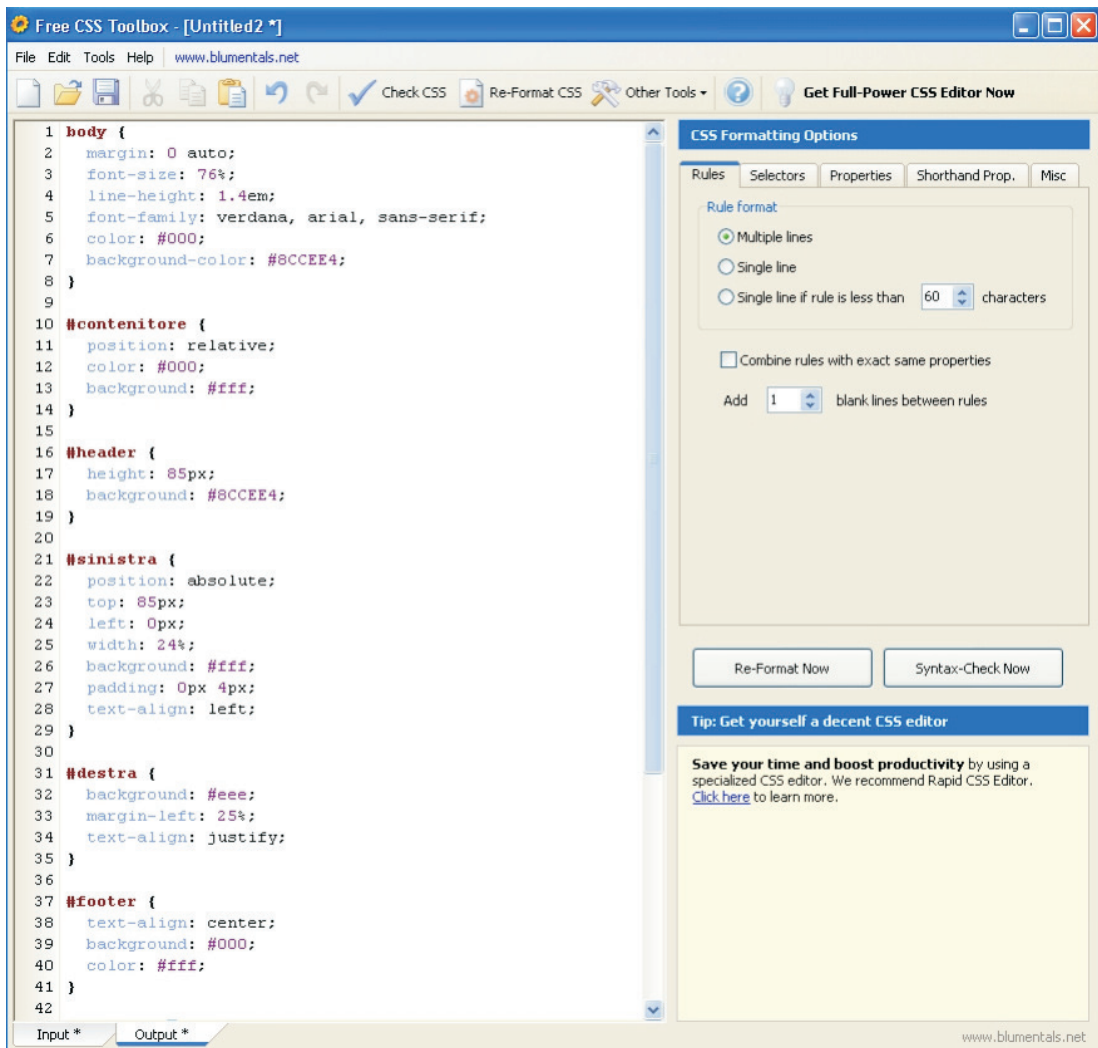 Free CSS Toolbox - [Untitled2 *]
File Edit Tools Help www.blumentals.net
Check CSS Re-Format CSS Other Tools Get Full-Power CSS Editor Now
1 body {
2 margin: 0 auto;
3 font-size: 76%;
4 line-height: 1.4em;
5 font-family: verdana, arial, sans-serif;
6 color: #000;
7 background-color: #8CCEE4;
8 }
9
10 #contenitore {
11 position: relative;
12 color: #000;
13 background: #fff;
14 }
15
16 #header {
17 height: 85px;
18 background: #8CCEE4;
19 }
20
21 #sinistra {
22 position: absolute;
23 top: 85px;
24 left: 0px;
25 width: 24%;
26 background: #fff;
27 padding: 0px 4px;
28 text-align: left;
29 }
30
31 #destra {
32 background: #eee;
33 margin-left: 25%;
34 text-align: justify;
35 }
36
37 #footer {
38 text-align: center;
39 background: #000;
40 color: #fff;
41 }
42
Input * Output *
CSS Formatting Options
Rules Selectors Properties Shorthand Prop. Misc
Rule format
Multiple lines
Single line
Single line if rule is less than 60 characters
Combine rules with exact same properties
Add 1 blank lines between rules
Re-Format Now Syntax-Check Now
Tip: Get yourself a decent CSS editor
Save your time and boost productivity by using a
specialized CSS editor. We recommend Rapid CSS Editor.
Click here to learn more.
www.blumentals.net